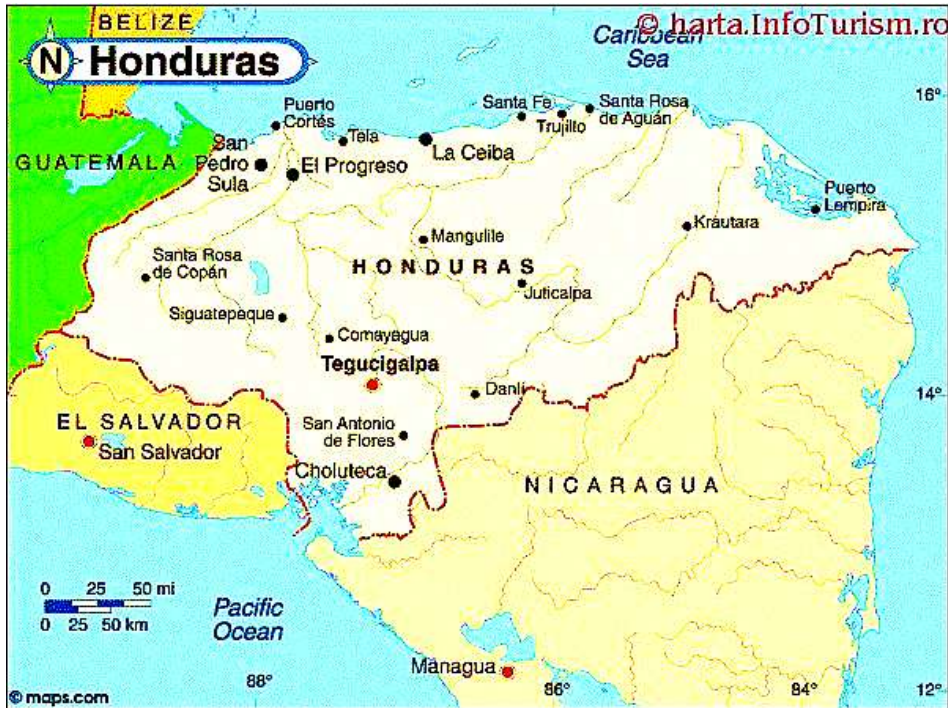 BELIZE
© harta.InfoTurism.ro
N Honduras
Caribbean
Sea
16°
Puerto
Cortés
Santa Fe
Santa Rosa
de Aguán
Trujillo
Tela
San
Pedro
Sula
La Ceiba
GUATEMALA
El Progreso
Puerto
Lempira
Krautara
Mangulile
Santa Rosa
de Copán
HONDURAS
Juticalpa
Siguatepeque
Comayagua
Tegucigalpa
Danlí
14°
EL SALVADOR
San Antonio
de Flores
San Salvador
Choluteca
NICARAGUA
0 25 50 mi
0 25 50 km
Pacific
Ocean
Managua
88°
86°
84°
12°
© maps.com